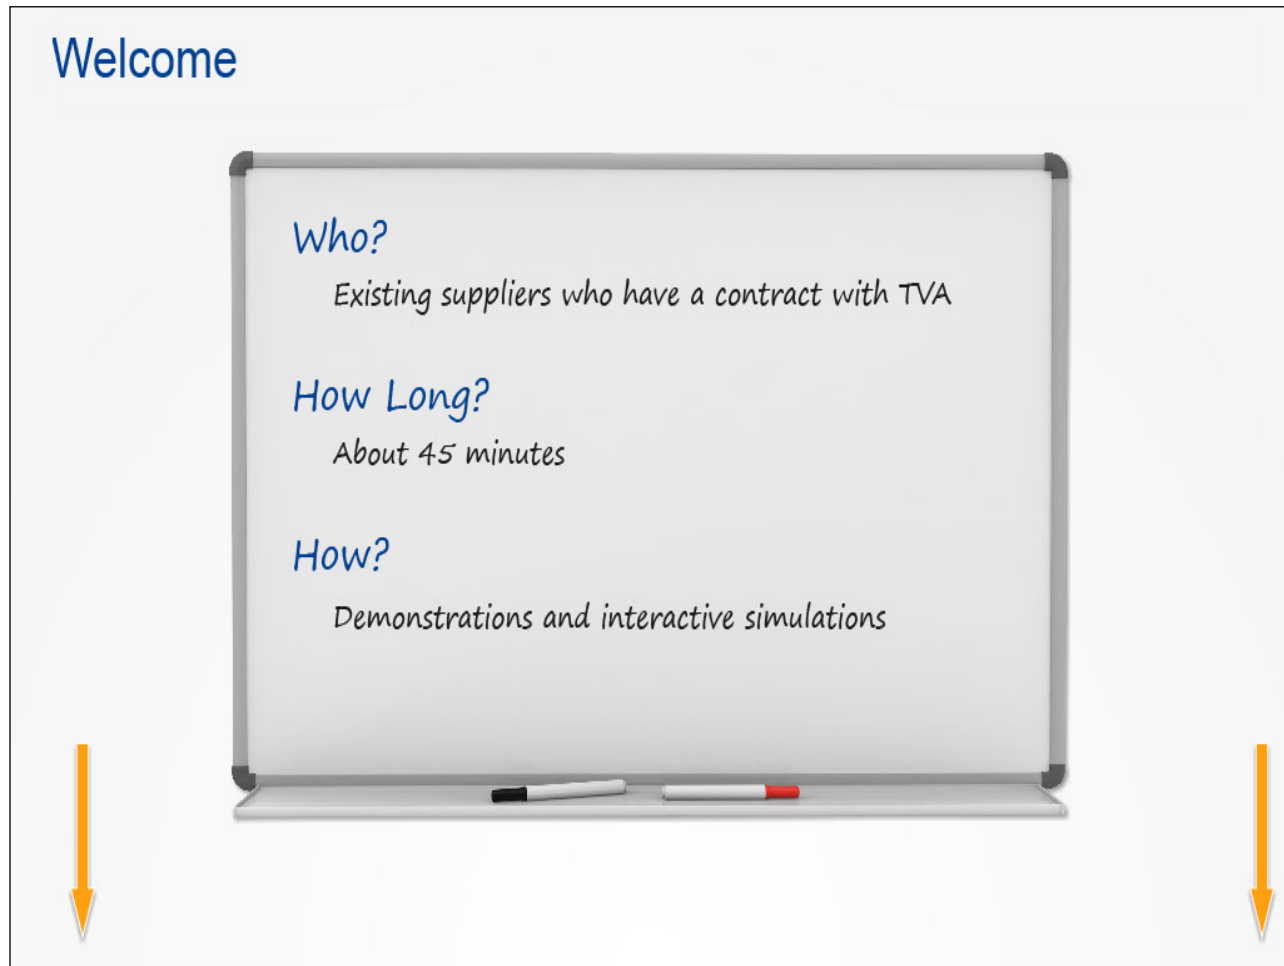 Welcome
Who?
Existing suppliers who have a contract with TVA
How Long?
About 45 minutes
How?
Demonstrations and interactive simulations